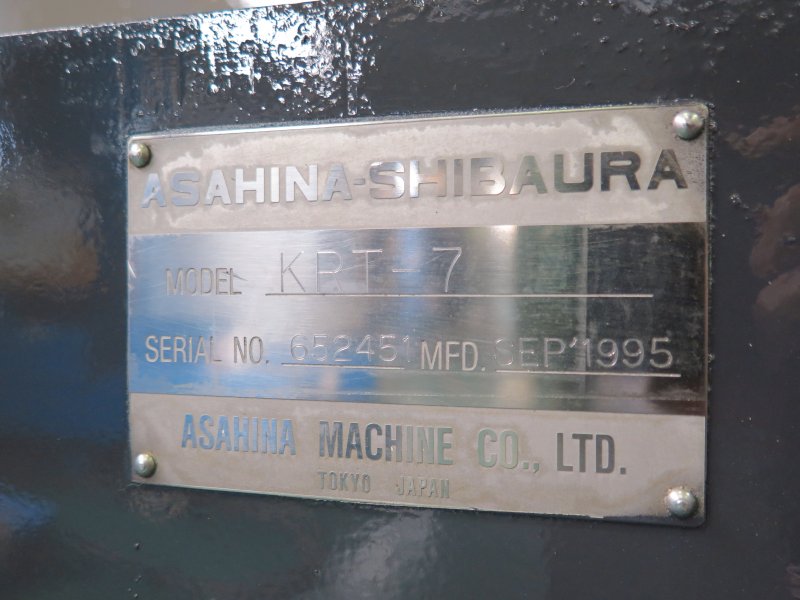 ASAHINA-SHIBAURA
MODEL KRT-7
SERIAL NO. 652451 MFD. SEP'1995
ASAHINA MACHINE CO., LTD.
TOKYO JAPAN